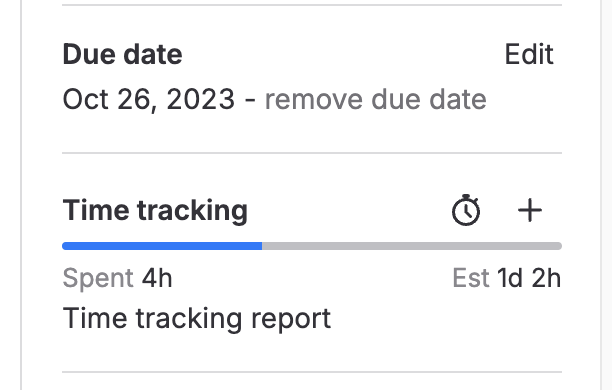 Due date Edit
Oct 26, 2023 - remove due date
Time tracking
Spent 4h Est 1d 2h
Time tracking report